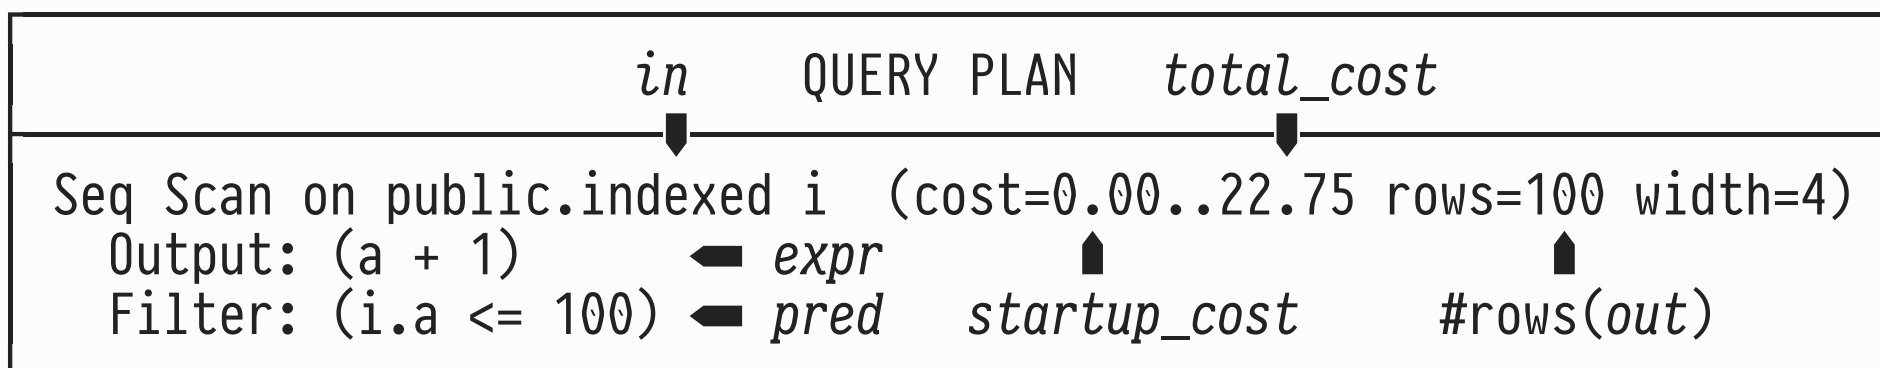 in QUERY PLAN total_cost
Seq Scan on public.indexed i (cost=0.00..22.75 rows=100 width=4)
Output: (a + 1) expr
Filter: (i.a <= 100) pred startup_cost #rows(out)